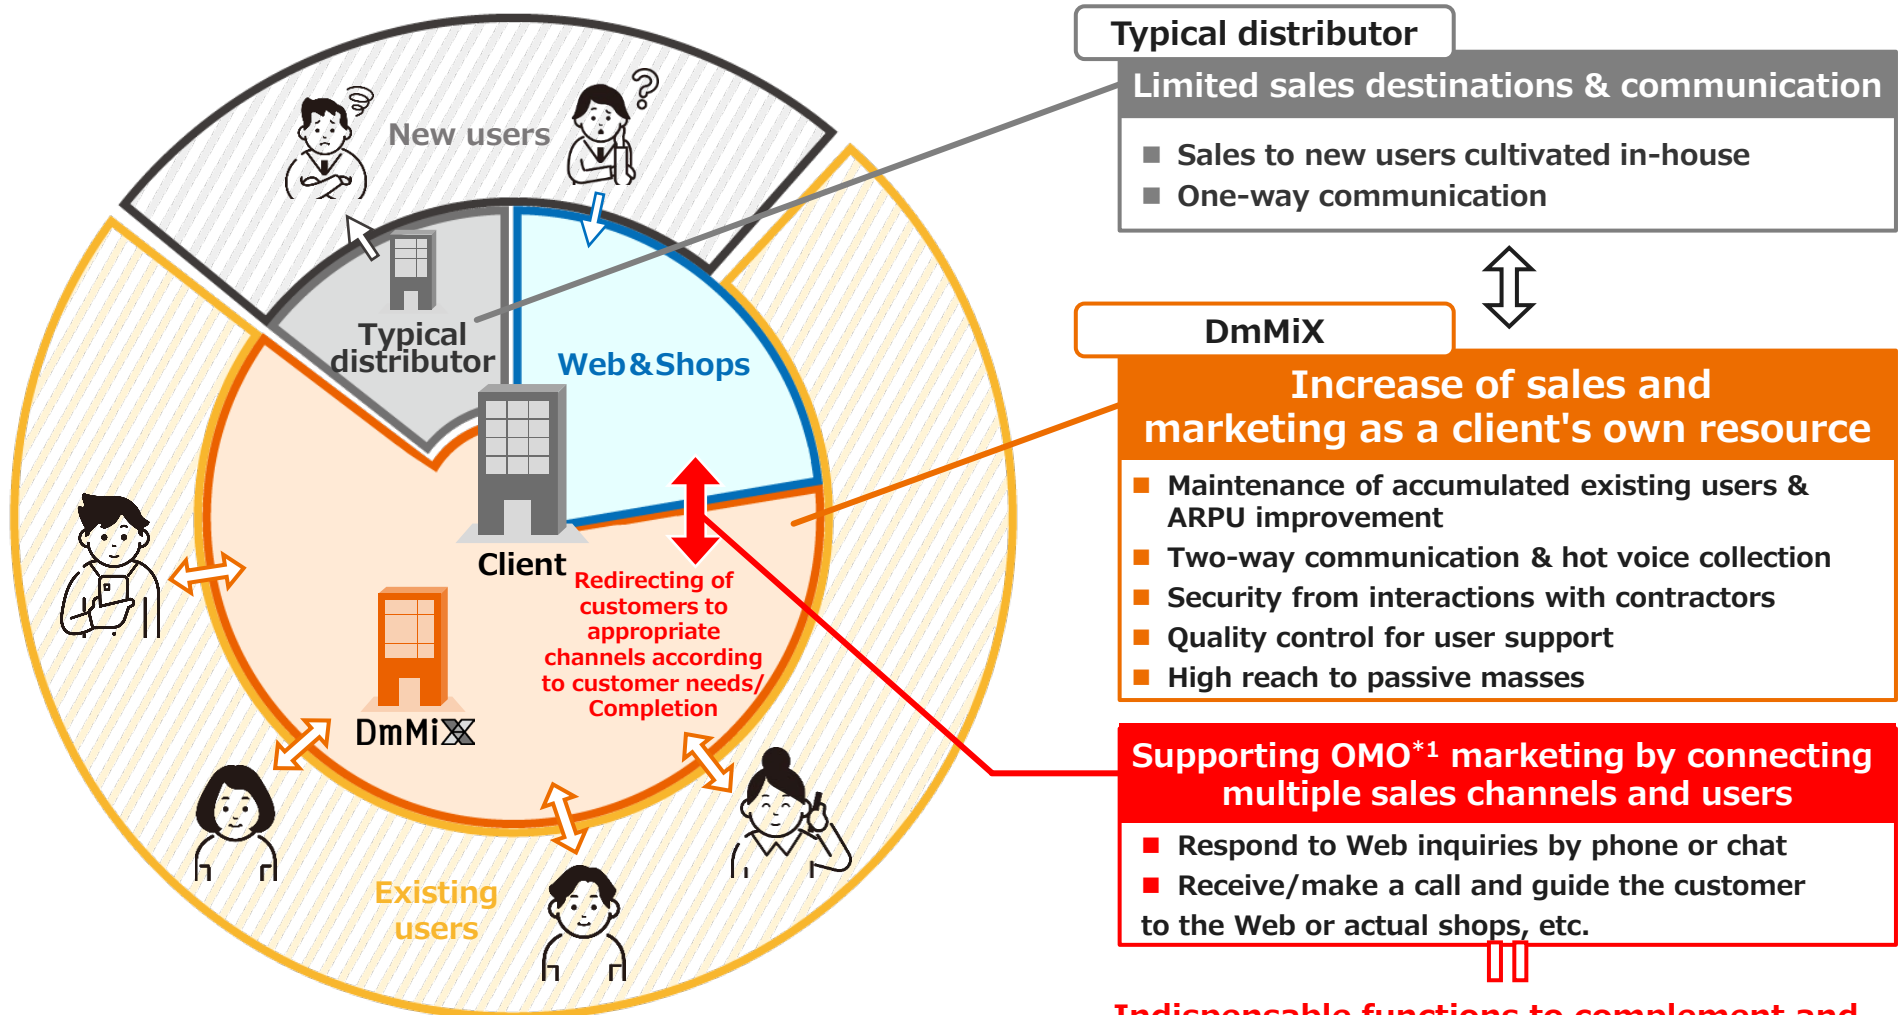 New users
Typical
distributor
Web&Shops
Client
Redirecting of
customers to
appropriate
channels according
to customer needs/
Completion
DmMiX
Existing
users
Typical distributor
Limited sales destinations & communication
■ Sales to new users cultivated in-house
■ One-way communication
DmMiX
Increase of sales and
marketing as a client's own resource
■ Maintenance of accumulated existing users &
ARPU improvement
■ Two-way communication & hot voice collection
■ Security from interactions with contractors
■ Quality control for user support
■ High reach to passive masses
Supporting OMO*1 marketing by connecting
multiple sales channels and users
■ Respond to Web inquiries by phone or chat
■ Receive/make a call and guide the customer
to the Web or actual shops, etc.
Indispensable functions to complement and